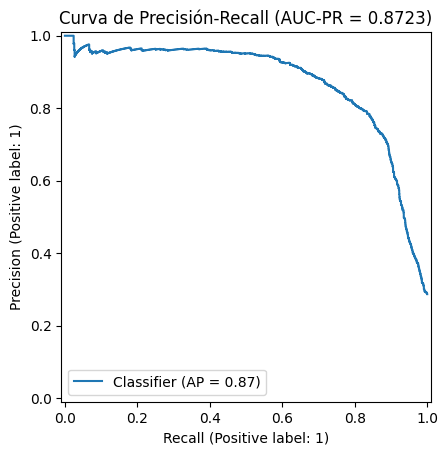 Curva de Precisión-Recall (AUC-PR = 0.8723)
Precision (Positive label: 1)
1.0
0.8
0.6
0.4
0.2
0.0
Classifier (AP = 0.87)
0.0 0.2 0.4 0.6 0.8 1.0
Recall (Positive label: 1)